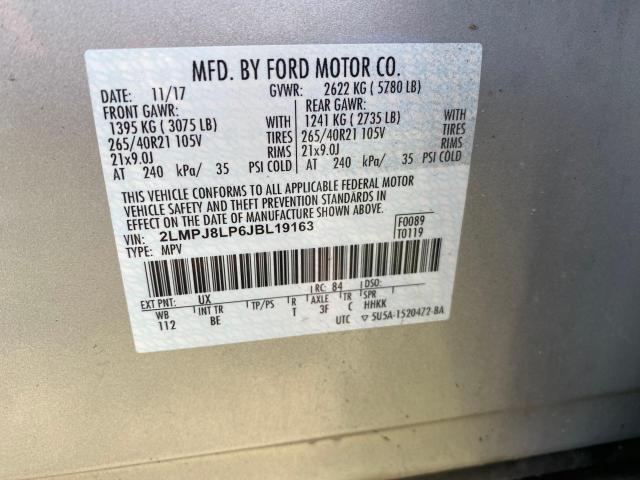 MFD. BY FORD MOTOR CO.
DATE: 11/17 GVWR: 2622 KG ( 5780 LB)
FRONT GAWR: REAR GAWR:
1395 KG ( 3075 LB) WITH 1241 KG ( 2735 LB) WITH
265/40R21 105V TIRES 265/40R21 105V TIRES
21x9.0J RIMS 21x9.0J RIMS
AT 240 kPa/ 35 PSI COLD AT 240 kPa/ 35 PSI COLD
THIS VEHICLE CONFORMS TO ALL APPLICABLE FEDERAL MOTOR
VEHICLE SAFETY AND THEFT PREVENTION STANDARDS IN
EFFECT ON THE DATE OF MANUFACTURE SHOWN ABOVE.
VIN: 2LMPJ8LP6JBL19163 F0089
TYPE: MPV T0119
EXT PNT: UX RC: 84 DSO:
WB INT TR TP/PS R AXLE TR SPR
112 BE T 3F C HHKK
UTC ▽ 5U5A-1520472-BA